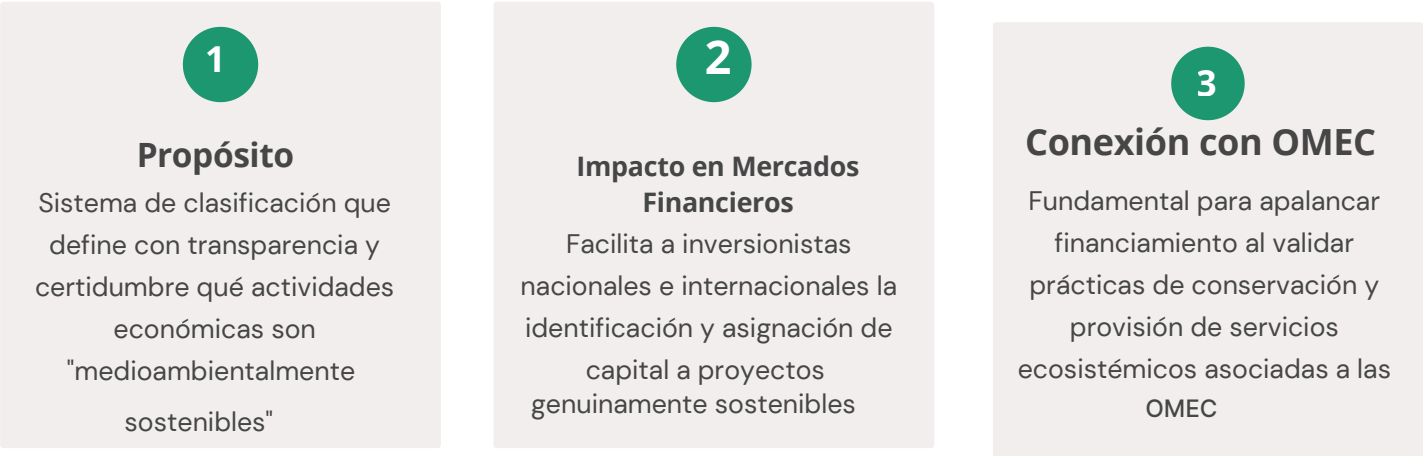 1
Propósito
Sistema de clasificación que
define con transparencia y
certidumbre qué actividades
económicas son
"medioambientalmente
sostenibles"
2
Impacto en Mercados
Financieros
Facilita a inversionistas
nacionales e internacionales la
identificación y asignación de
capital a proyectos
genuinamente sostenibles
3
Conexión con OMEC
Fundamental para apalancar
financiamiento al validar
prácticas de conservación y
provisión de servicios
ecosistémicos asociadas a las
OMEC